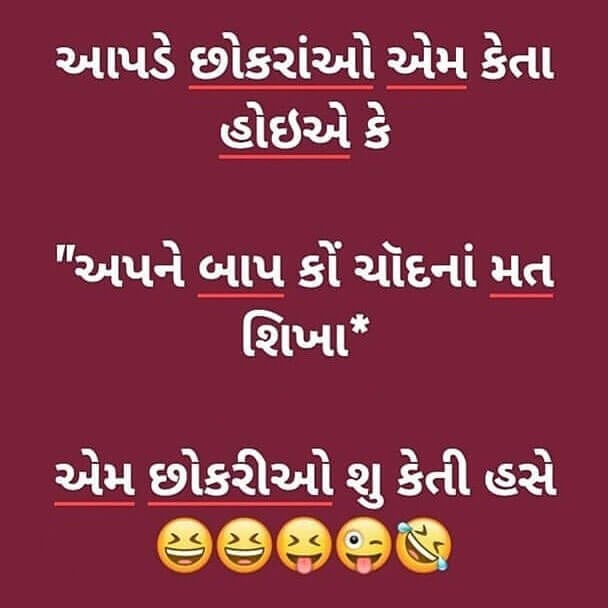 આપડે છોકરાંઓ એમ કેતા
હોઇએ કે
"અપને બાપ કોં ચૉદનાં મત
શિખા*
એમ છોકરીઓ શુ કેતી હસે
😆😆😝😜🤣